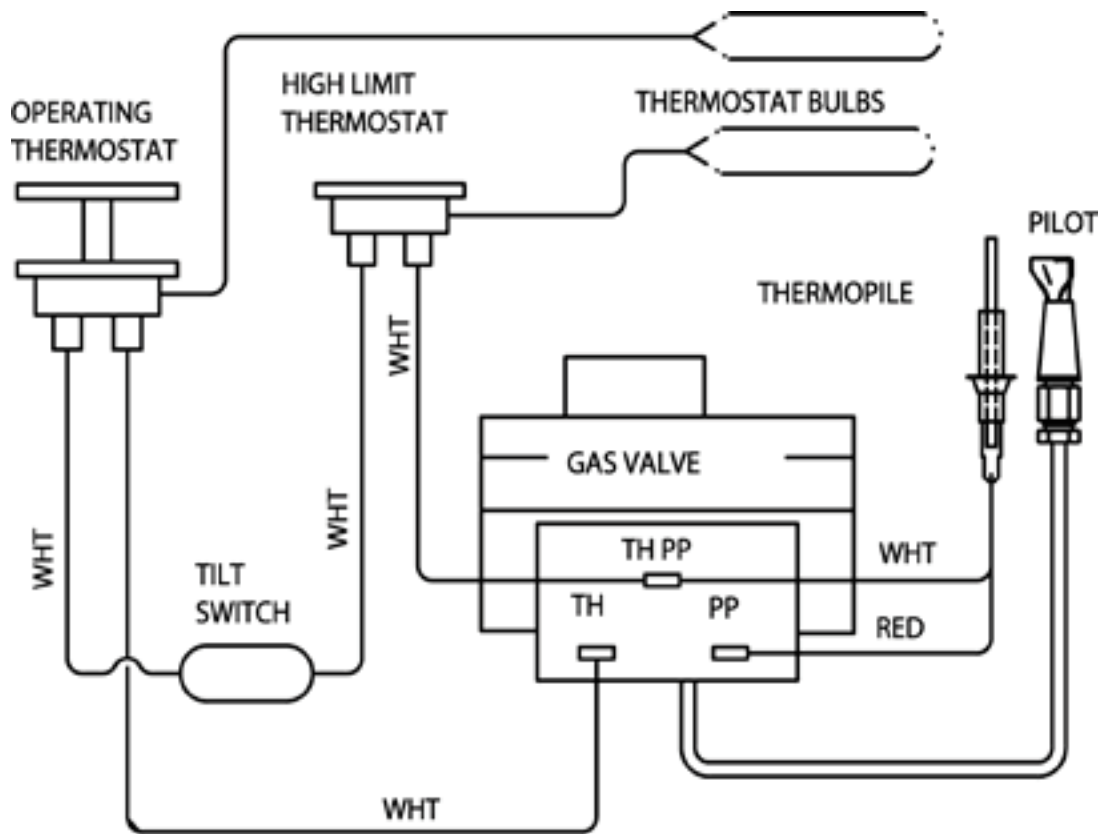 OPERATING
THERMOSTAT
HIGH LIMIT
THERMOSTAT
THERMOSTAT BULBS
PILOT
THERMOPILE
WHT
GAS VALVE
WHT
WHT
TH PP
WHT
TILT
SWITCH
TH
PP
RED
WHT